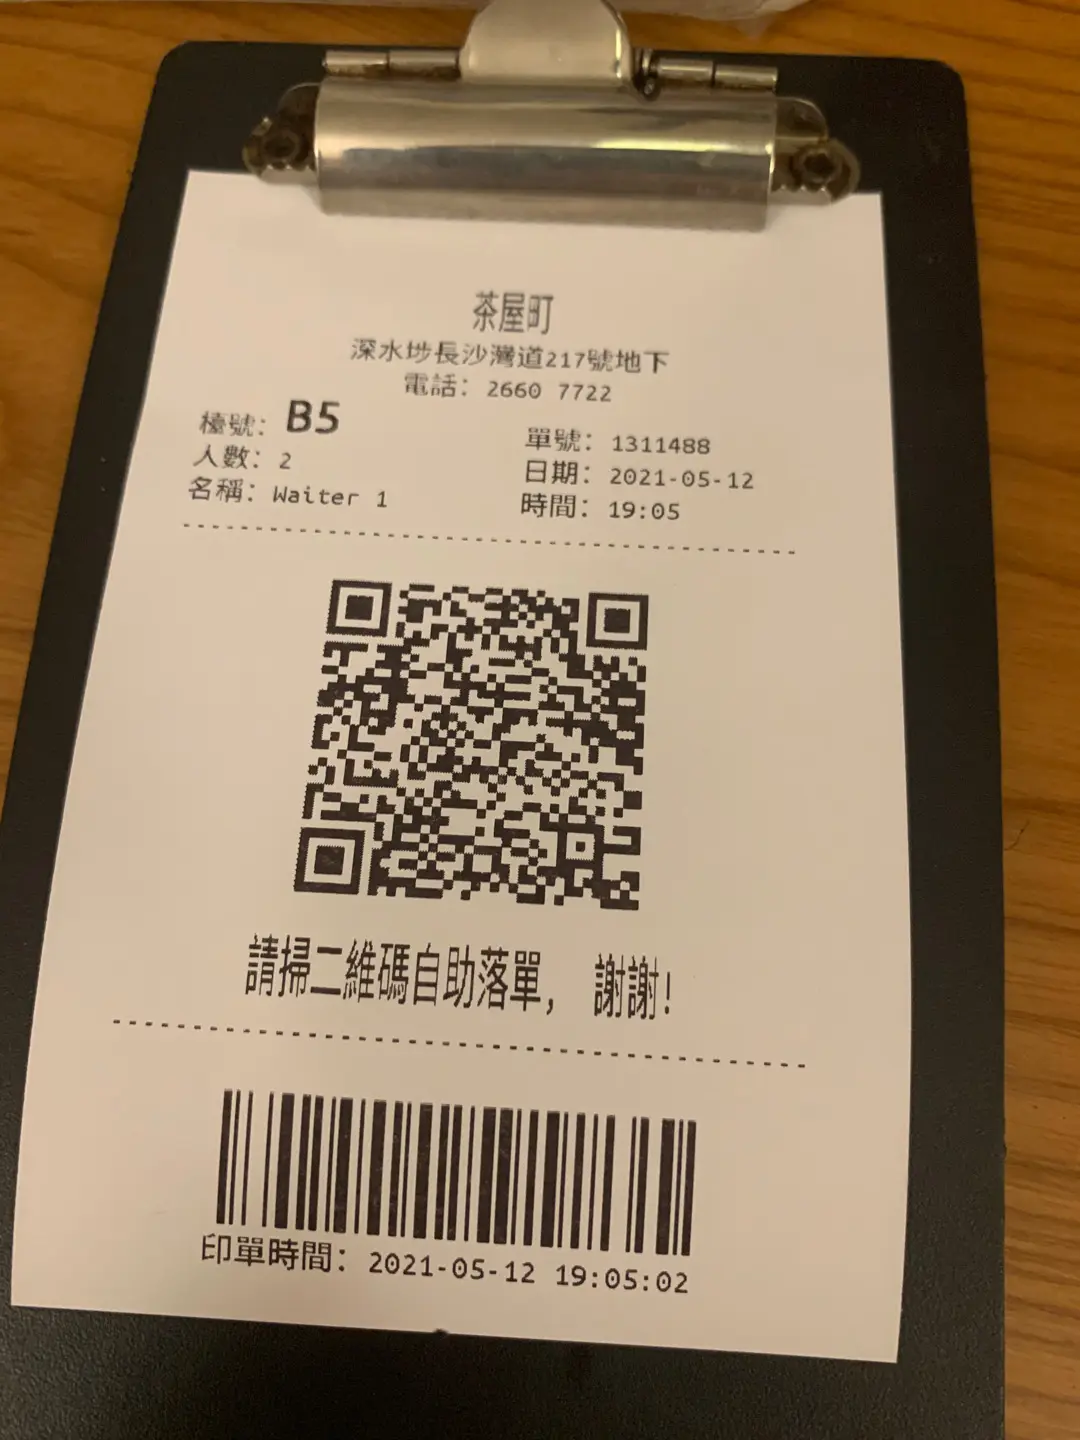 茶屋町
深水埗長沙灣道217號地下
電話: 2660 7722
檯號: B5
人數: 2
名稱: Waiter 1
單號: 1311488
日期: 2021-05-12
時間: 19:05
請掃二維碼自助落單, 謝謝!
印單時間: 2021-05-12 19:05:02